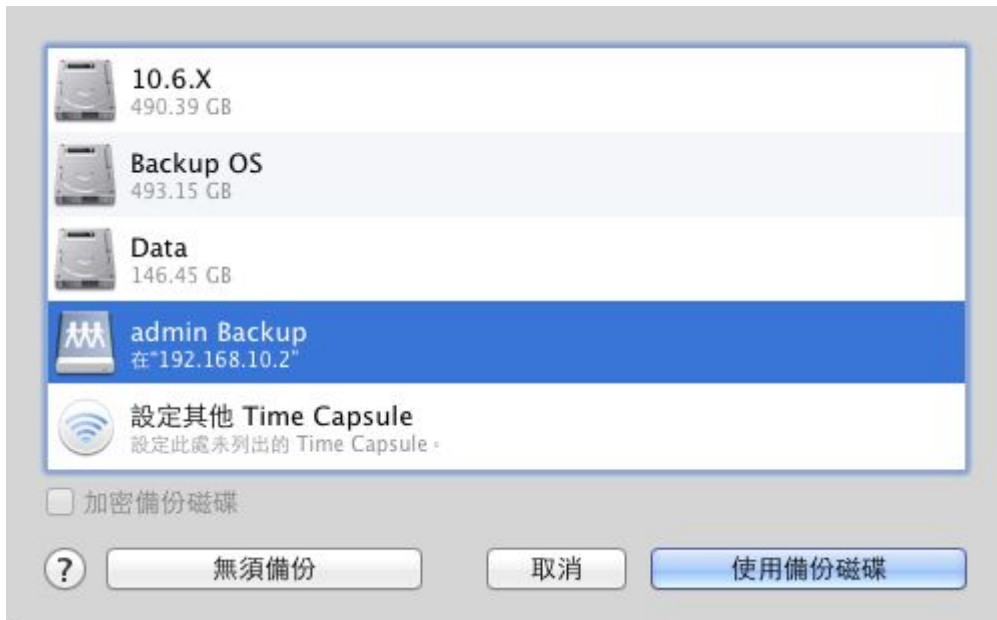 10.6.X
490.39 GB
Backup OS
493.15 GB
Data
146.45 GB
admin Backup
在"192.168.10.2"
設定其他 Time Capsule
設定此處未列出的 Time Capsule。
加密備份磁碟
?
無須備份
取消
使用備份磁碟